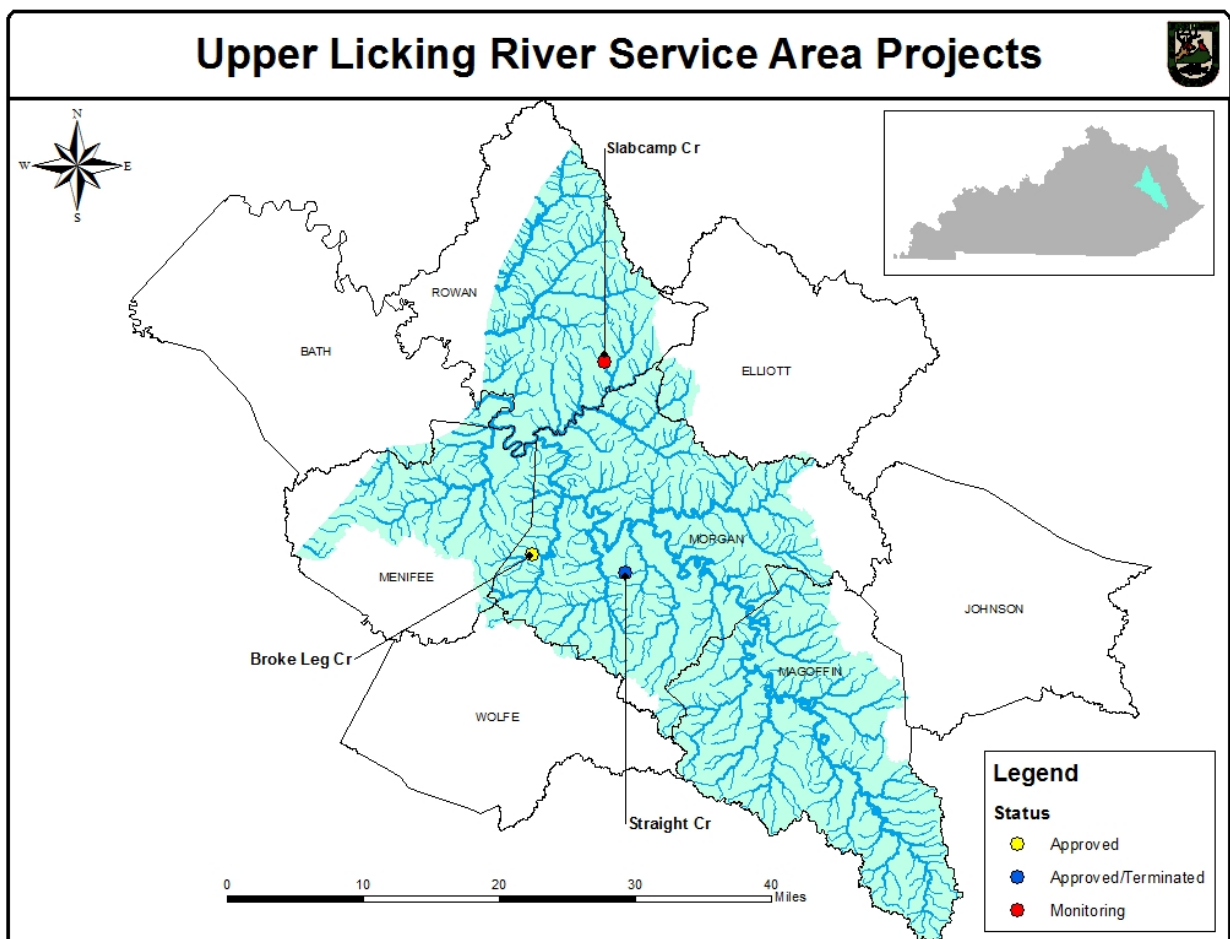 Upper Licking River Service Area Projects
N
W
E
S
Slabcamp Cr
ROWAN
BATH
ELLIOTT
MORGAN
MENIFEE
JOHNSON
Broke Leg Cr
MAGOFFIN
WOLFE
Straight Cr
0 10 20 30 40
Miles
Legend
Status
Approved
Approved/Terminated
Monitoring